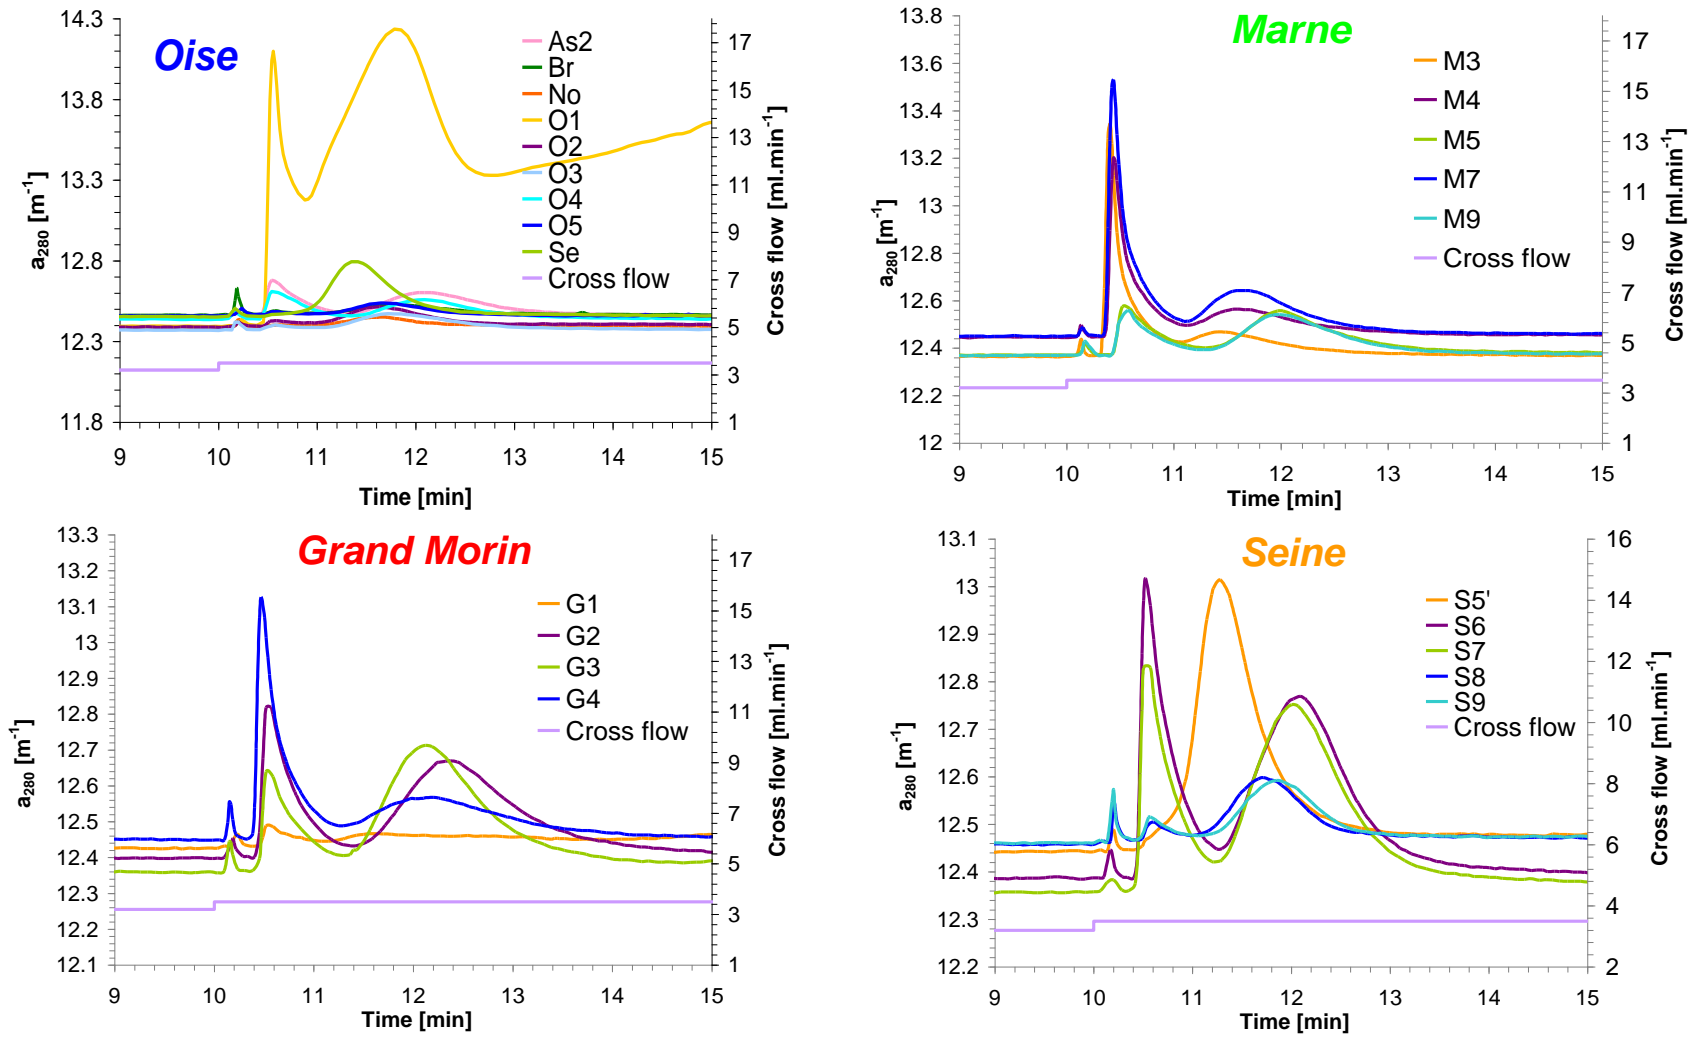 Oise
14.3
13.8
13.3
12.8
12.3
11.8
a280 [m-1]
17
15
13
11
9
7
5
3
1
Cross flow [ml.min-1]
As2
Br
No
O1
O2
O3
O4
O5
Se
Cross flow
9 10 11 12 13 14 15
Time [min]
Marne
13.8
13.6
13.4
13.2
13
12.8
12.6
12.4
12.2
12
a280 [m-1]
17
15
13
11
9
7
5
3
1
Cross flow [ml.min-1]
M3
M4
M5
M7
M9
Cross flow
9 10 11 12 13 14 15
Time [min]
Grand Morin
13.3
13.2
13.1
13
12.9
12.8
12.7
12.6
12.5
12.4
12.3
12.2
12.1
a280 [m-1]
17
15
13
11
9
7
5
3
1
Cross flow [ml.min-1]
G1
G2
G3
G4
Cross flow
9 10 11 12 13 14 15
Time [min]
Seine
13.1
13
12.9
12.8
12.7
12.6
12.5
12.4
12.3
12.2
a280 [m-1]
16
14
12
10
8
6
4
2
Cross flow [ml.min-1]
S5'
S6
S7
S8
S9
Cross flow
9 10 11 12 13 14 15
Time [min]